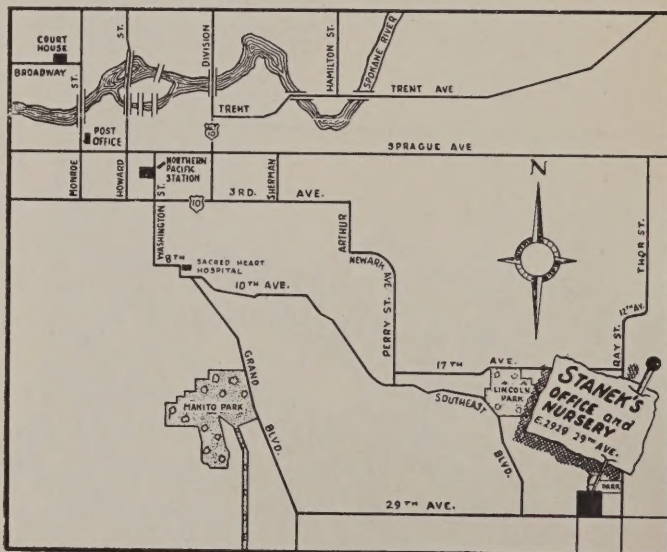 COURT
HOUSE
BROADWAY
ST.
ST.
DIVISION
HAMILTON ST.
SPOKANE RIVER
TRENT AVE
TRENT
POST
OFFICE
10
SPRAGUE AVE
MONROE
HOWARD
NORTHERN
PACIFIC
STATION
WASHINGTON ST.
10
3RD. AVE.
SHERMAN
N
8TH
SACRED HEART
HOSPITAL
10TH AVE.
ARTHUR
NEWARK AVE
PERRY ST.
THOR ST.
12TH AV.
RAY ST.
17TH AVE.
GRAND
BLVD.
MANITO PARK
SOUTHEAST
BLVD.
LINCOLN
PARK
STANEK'S
OFFICE and
NURSERY
E. 2929 29TH AVE.
PARK
29TH AVE.